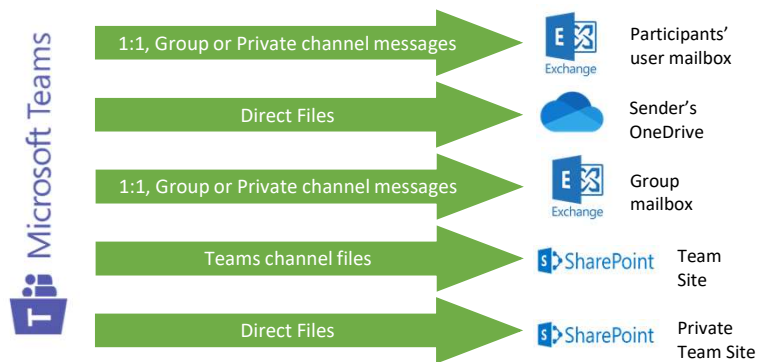 Microsoft Teams
1:1, Group or Private channel messages
E
Exchange
Participants’
user mailbox
Direct Files
Sender’s
OneDrive
1:1, Group or Private channel messages
E
Exchange
Group
mailbox
Teams channel files
S
SharePoint
Team
Site
T
Direct Files
S
SharePoint
Private
Team Site